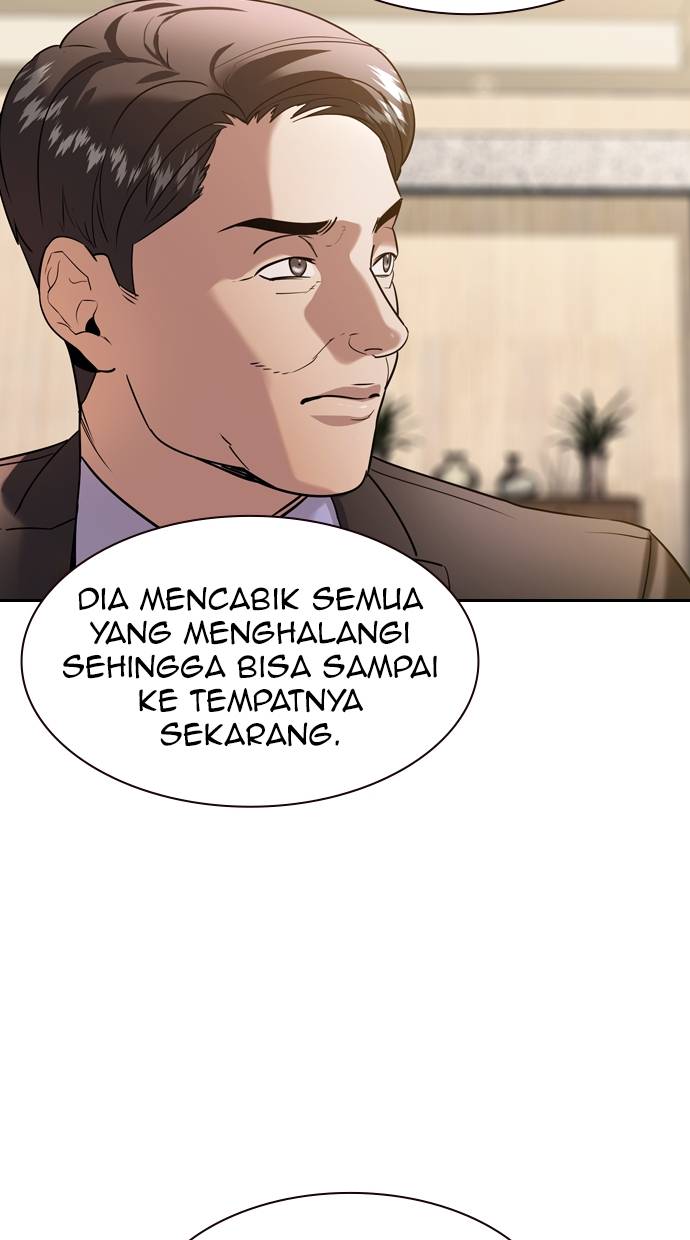 DIA MENCABIK SEMUA
YANG MENGHALANGI
SEHINGGA BISA SAMPAI
KE TEMPATNYA
SEKARANG.